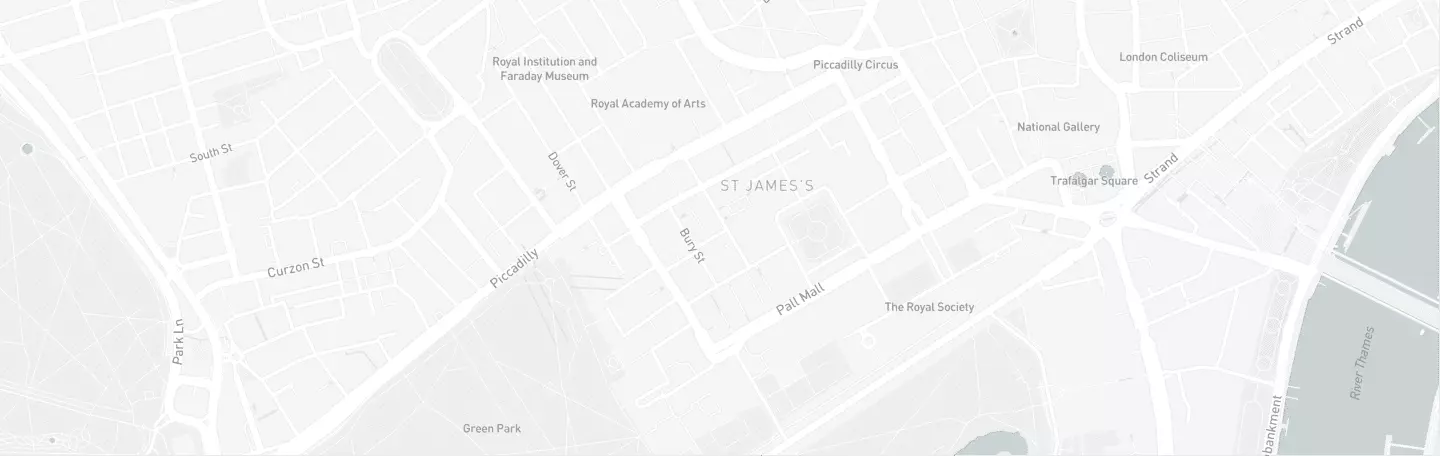 Strand
London Coliseum
Royal Institution and
Faraday Museum
Piccadilly Circus
Royal Academy of Arts
National Gallery
South St
Dover St
Strand
Trafalgar Square
ST JAMES'S
Bury St
Curzon St
Piccadilly
Pall Mall
The Royal Society
Park Ln
River Thames
Green Park
bankment